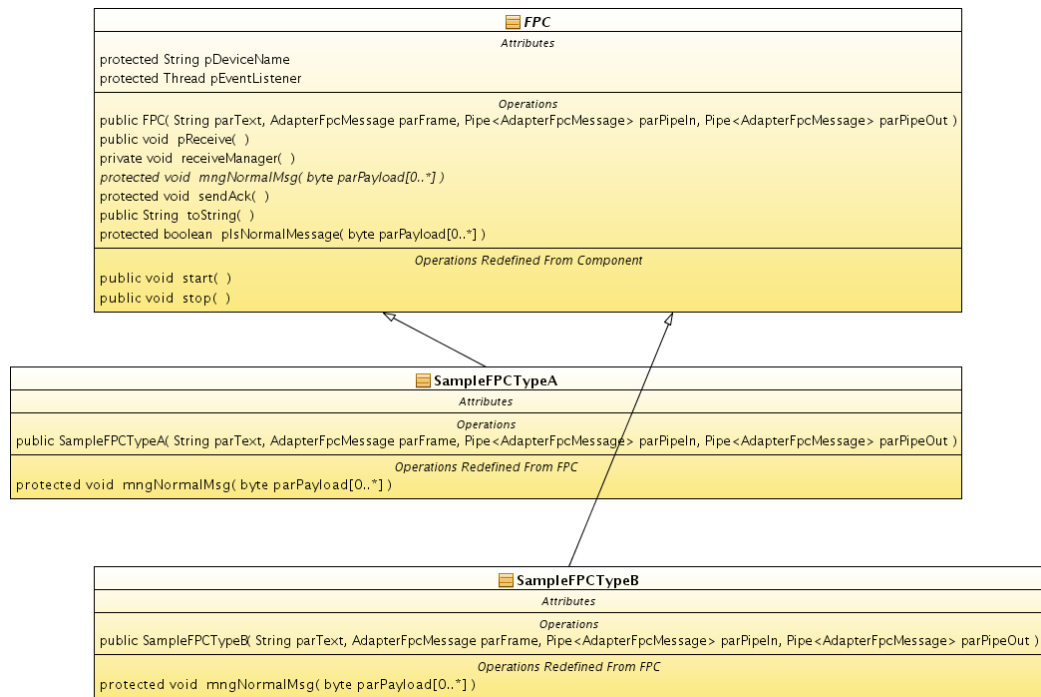 FPC
Attributes
protected String pDeviceName
protected Thread pEventListener
Operations
public FPC( String parText, AdapterFpcMessage parFrame, Pipe<AdapterFpcMessage> parPipeIn, Pipe<AdapterFpcMessage> parPipeOut )
public void pReceive( )
private void receiveManager( )
protected void mngNormalMsg( byte parPayload[0..*] )
protected void sendAck( )
public String toString( )
protected boolean pIsNormalMessage( byte parPayload[0..*] )
Operations Redefined From Component
public void start( )
public void stop( )
SampleFPCTypeA
Attributes
Operations
public SampleFPCTypeA( String parText, AdapterFpcMessage parFrame, Pipe<AdapterFpcMessage> parPipeIn, Pipe<AdapterFpcMessage> parPipeOut )
Operations Redefined From FPC
protected void mngNormalMsg( byte parPayload[0..*] )
SampleFPCTypeB
Attributes
Operations
public SampleFPCTypeB( String parText, AdapterFpcMessage parFrame, Pipe<AdapterFpcMessage> parPipeIn, Pipe<AdapterFpcMessage> parPipeOut )
Operations Redefined From FPC
protected void mngNormalMsg( byte parPayload[0..*] )